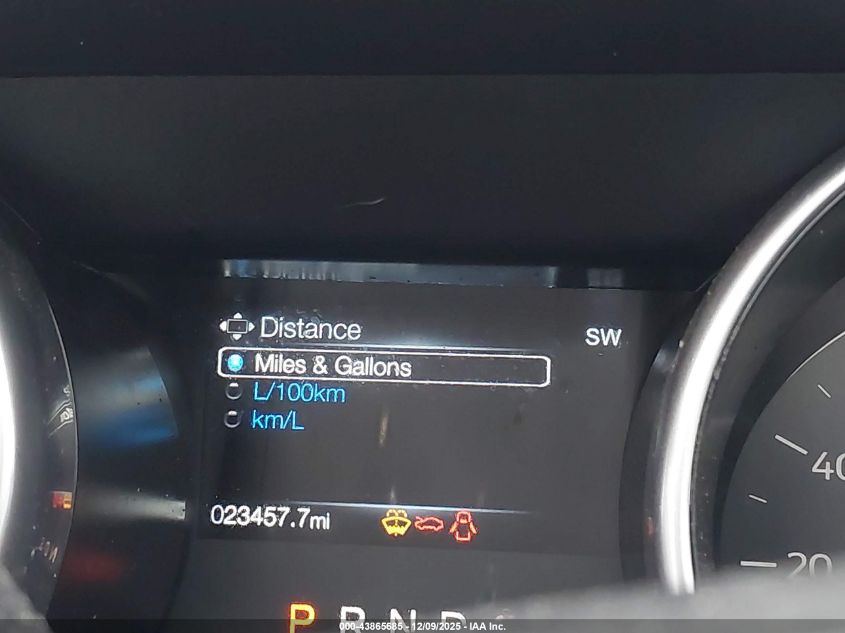 Distance SW
Miles & Gallons
L/100km
km/L
023457.7mi
40
20
P R N D
000-43865685 - 12/09/2025 - IAA Inc.